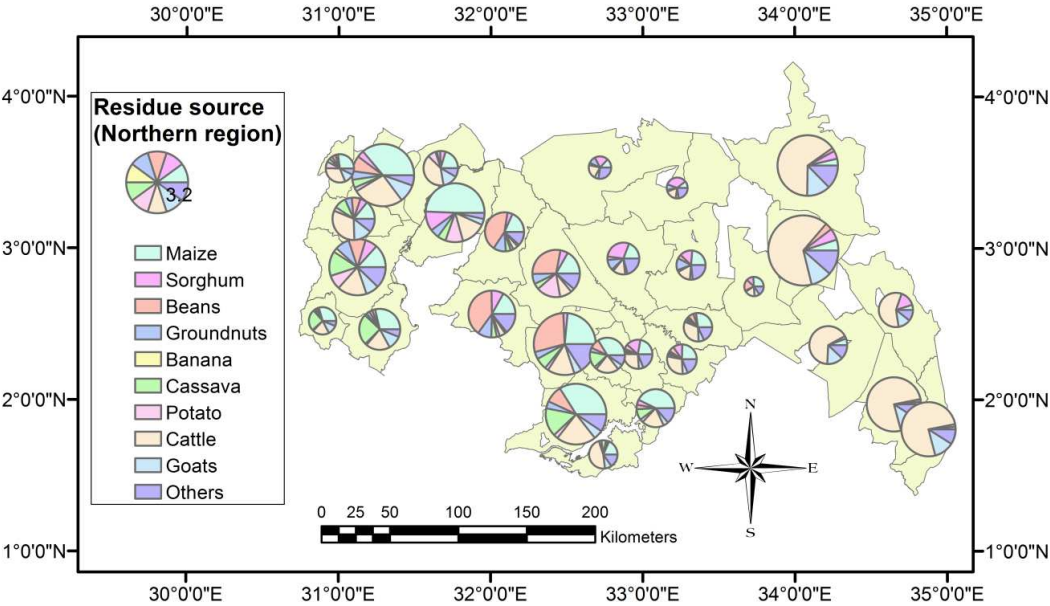 30°0'0"E 31°0'0"E 32°0'0"E 33°0'0"E 34°0'0"E 35°0'0"E
4°0'0"N 4°0'0"N
Residue source
(Northern region)
3.2
3°0'0"N 3°0'0"N
Maize
Sorghum
Beans
Groundnuts
Banana
Cassava
Potato
Cattle
Goats
Others
2°0'0"N 2°0'0"N
N
W E
S
0 25 50 100 150 200
Kilometers
1°0'0"N 1°0'0"N
30°0'0"E 31°0'0"E 32°0'0"E 33°0'0"E 34°0'0"E 35°0'0"E